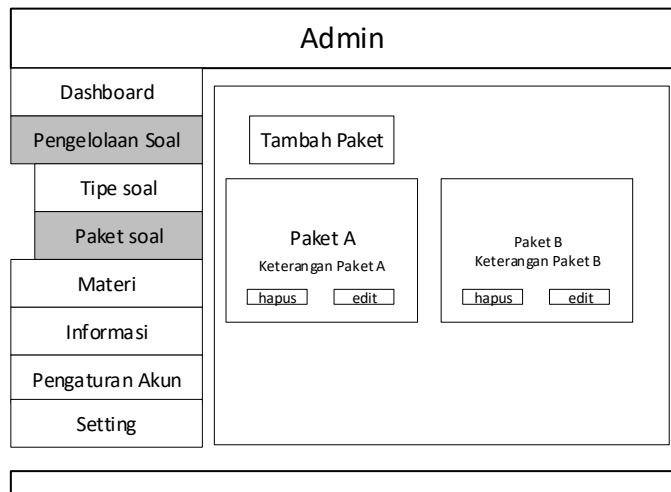 Admin
Dashboard
Pengelolaan Soal
Tipe soal
Paket soal
Materi
Informasi
Pengaturan Akun
Setting
Tambah Paket
Paket A
Keterangan Paket A
hapus edit
Paket B
Keterangan Paket B
hapus edit